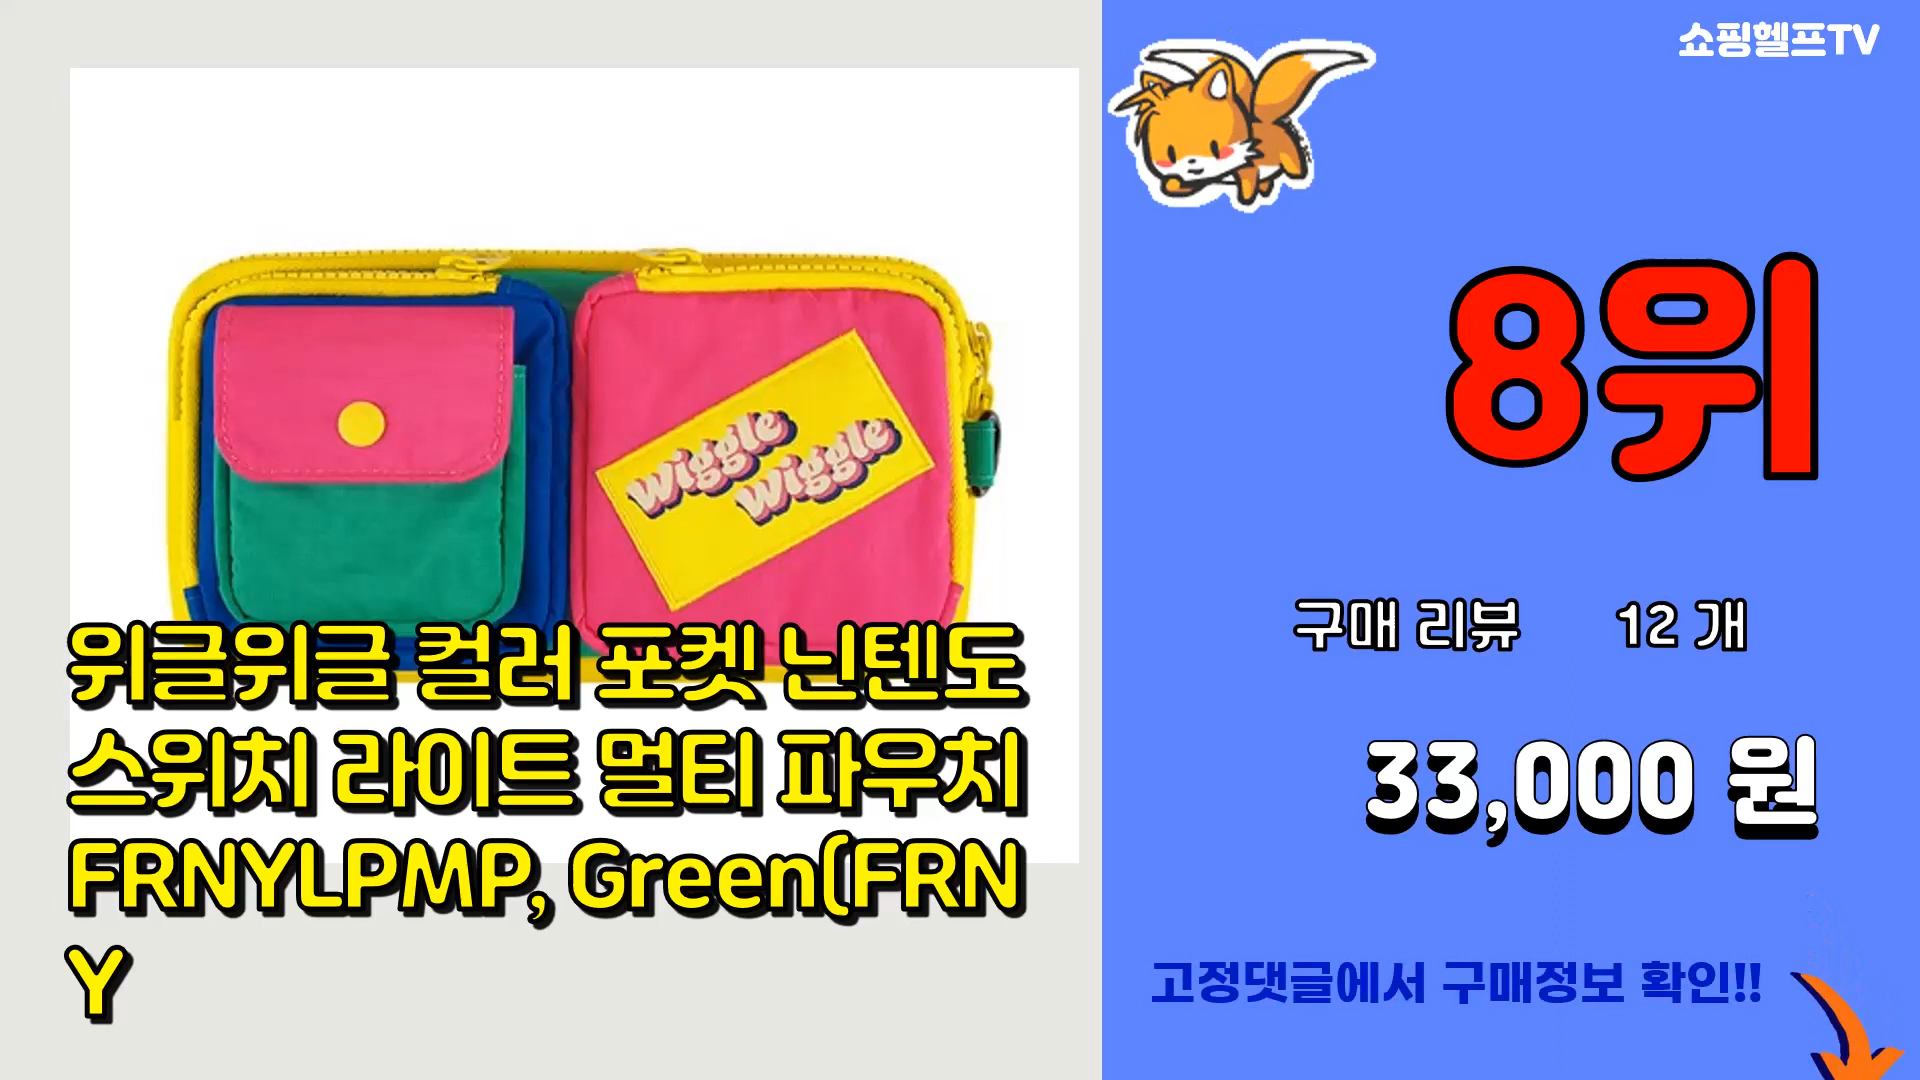 쇼핑헬프TV
Wiggle
Wiggle
8위
구매 리뷰 12 개
33,000 원
위글위글 컬러 포켓 닌텐도
스위치 라이트 멀티 파우치
FRNYLPMP, Green(FRN
Y
고정댓글에서 구매정보 확인!!